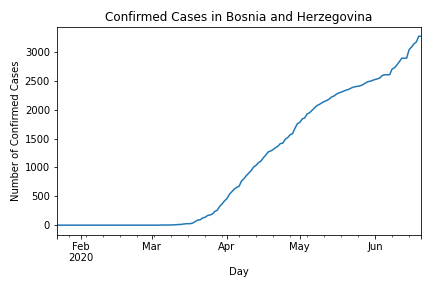 Confirmed Cases in Bosnia and Herzegovina
Number of Confirmed Cases
3000
2500
2000
1500
1000
500
0
Feb
2020
Mar
Apr
May
Jun
Day